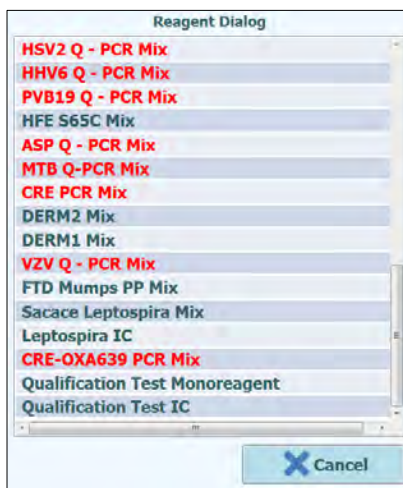 Reagent Dialog
HSV2 Q - PCR Mix
HHV6 Q - PCR Mix
PVB19 Q - PCR Mix
HFE S65C Mix
ASP Q - PCR Mix
MTB Q-PCR Mix
CRE PCR Mix
DERM2 Mix
DERM1 Mix
VZV Q - PCR Mix
FTD Mumps PP Mix
Sacace Leptospira Mix
Leptospira IC
CRE-OXA639 PCR Mix
Qualification Test Monoreagent
Qualification Test IC
Cancel